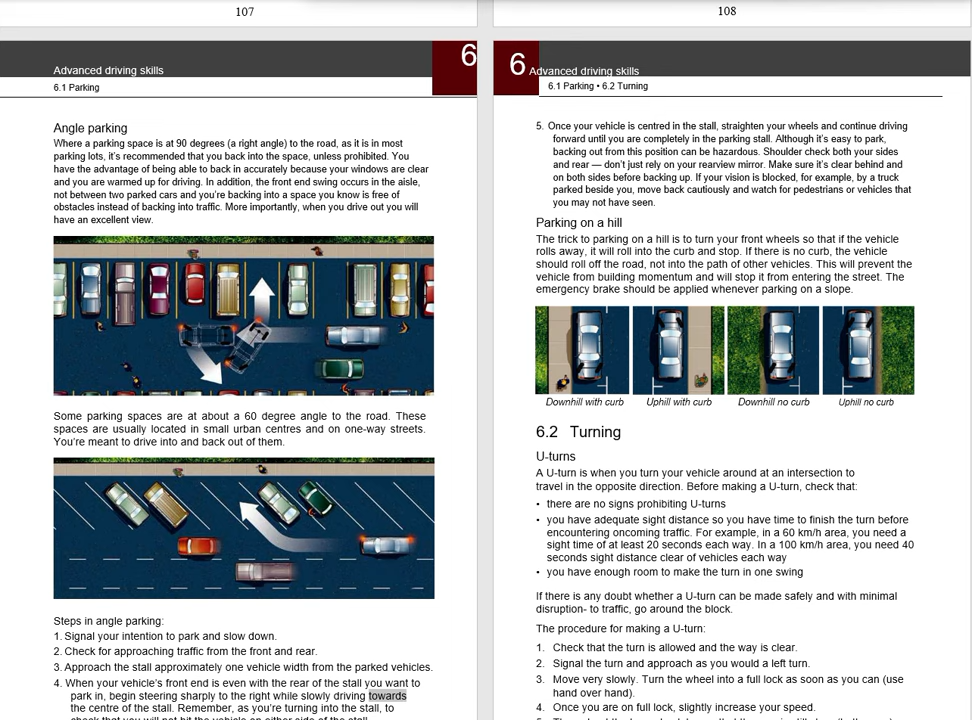 107
6
Advanced driving skills
6.1 Parking
Angle parking
Where a parking space is at 90 degrees (a right angle) to the road, as it is in most
parking lots, it's recommended that you back into the space, unless prohibited. You
have the advantage of being able to back in accurately because your windows are clear
and you are warmed up for driving. In addition, the front end swing occurs in the aisle,
not between two parked cars and you're backing into a space you know is free of
obstacles instead of backing into traffic. More importantly, when you drive out you will
have an excellent view.
Some parking spaces are at about a 60 degree angle to the road. These
spaces are usually located in small urban centres and on one-way streets.
You're meant to drive into and back out of them.
Steps in angle parking:
1. Signal your intention to park and slow down.
2. Check for approaching traffic from the front and rear.
3. Approach the stall approximately one vehicle width from the parked vehicles.
4. When your vehicle's front end is even with the rear of the stall you want to
park in, begin steering sharply to the right while slowly driving towards
the centre of the stall. Remember, as you're turning into the stall, to
check that you will not hit the vehicle on either side of the stall.
108
6 Advanced driving skills
6.1 Parking • 6.2 Turning
5. Once your vehicle is centred in the stall, straighten your wheels and continue driving
forward until you are completely in the parking stall. Although it's easy to park,
backing out from this position can be hazardous. Shoulder check both your sides
and rear — don't just rely on your rearview mirror. Make sure it's clear behind and
on both sides before backing up. If your vision is blocked, for example, by a truck
parked beside you, move back cautiously and watch for pedestrians or vehicles that
you may not have seen.
Parking on a hill
The trick to parking on a hill is to turn your front wheels so that if the vehicle
rolls away, it will roll into the curb and stop. If there is no curb, the vehicle
should roll off the road, not into the path of other vehicles. This will prevent the
vehicle from building momentum and will stop it from entering the street. The
emergency brake should be applied whenever parking on a slope.
Downhill with curb Uphill with curb Downhill no curb Uphill no curb
6.2 Turning
U-turns
A U-turn is when you turn your vehicle around at an intersection to
travel in the opposite direction. Before making a U-turn, check that:
• there are no signs prohibiting U-turns
• you have adequate sight distance so you have time to finish the turn before
encountering oncoming traffic. For example, in a 60 km/h area, you need a
sight time of at least 20 seconds each way. In a 100 km/h area, you need 40
seconds sight distance clear of vehicles each way
• you have enough room to make the turn in one swing
If there is any doubt whether a U-turn can be made safely and with minimal
disruption- to traffic, go around the block.
The procedure for making a U-turn:
1. Check that the turn is allowed and the way is clear.
2. Signal the turn and approach as you would a left turn.
3. Move very slowly. Turn the wheel into a full lock as soon as you can (use
hand over hand).
4. Once you are on full lock, slightly increase your speed.